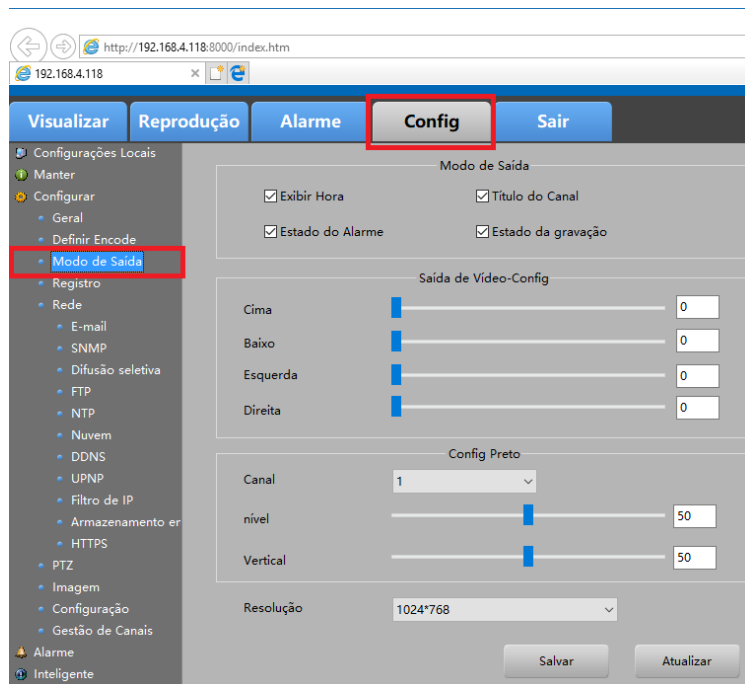 http://192.168.4.118:8000/index.htm
192.168.4.118
Visualizar Reprodução Alarme Config Sair
Configurações Locais
Manter
Configurar
Geral
Definir Encode
Modo de Saída
Registro
Rede
E-mail
SNMP
Difusão seletiva
FTP
NTP
Nuvem
DDNS
UPNP
Filtro de IP
Armazenamento er
HTTPS
PTZ
Imagem
Configuração
Gestão de Canais
Alarme
Inteligente
Modo de Saída
Exibir Hora Título do Canal
Estado do Alarme Estado da gravação
Saída de Vídeo-Config
Cima 0
Baixo 0
Esquerda 0
Direita 0
Config Preto
Canal 1
nível 50
Vertical 50
Resolução 1024*768
Salvar Atualizar